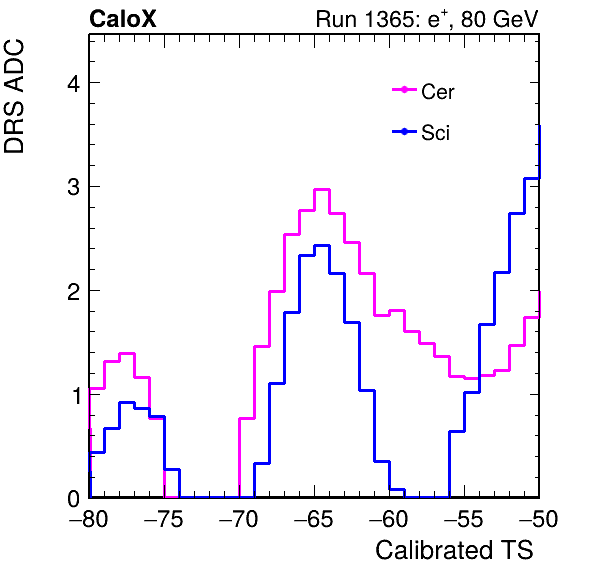 CaloX Run 1365: e⁺, 80 GeV
DRS ADC
Cer
Sci
4
3
2
1
0
−80 −75 −70 −65 −60 −55 −50
Calibrated TS